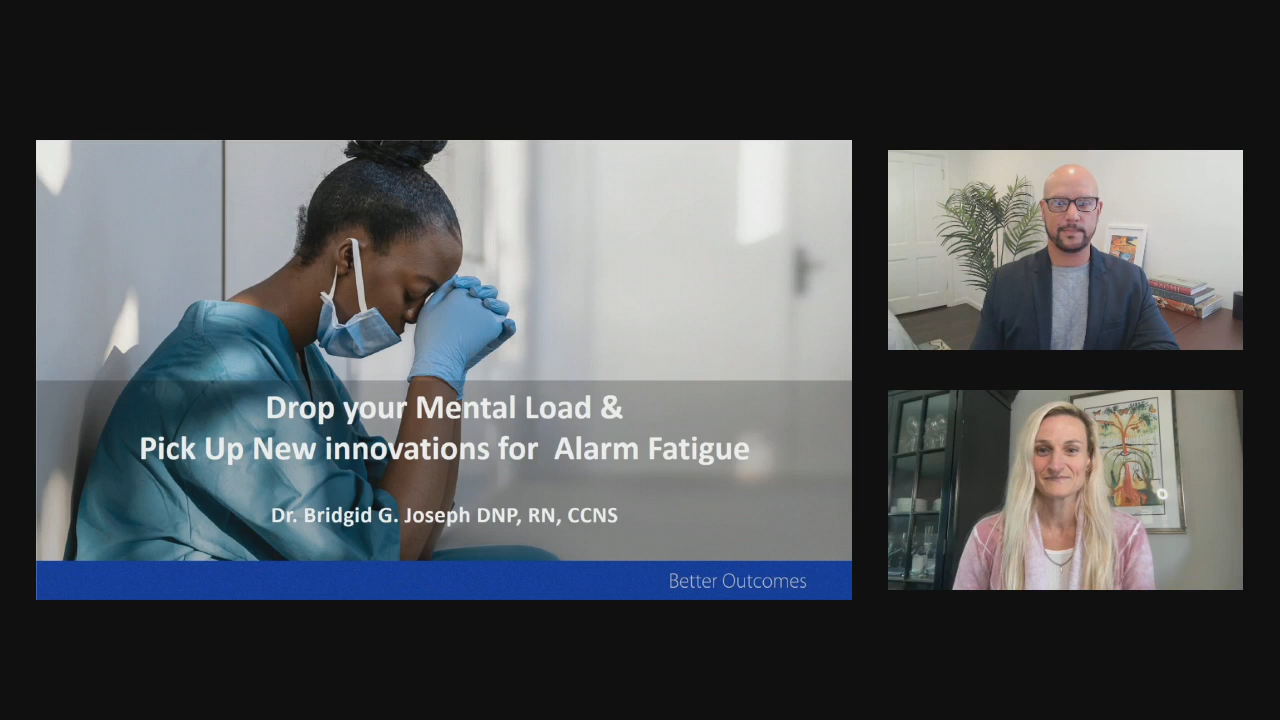 Drop your Mental Load &
Pick Up New innovations for  Alarm Fatigue
Dr. Bridgid G. Joseph DNP, RN, CCNS
Better Outcomes